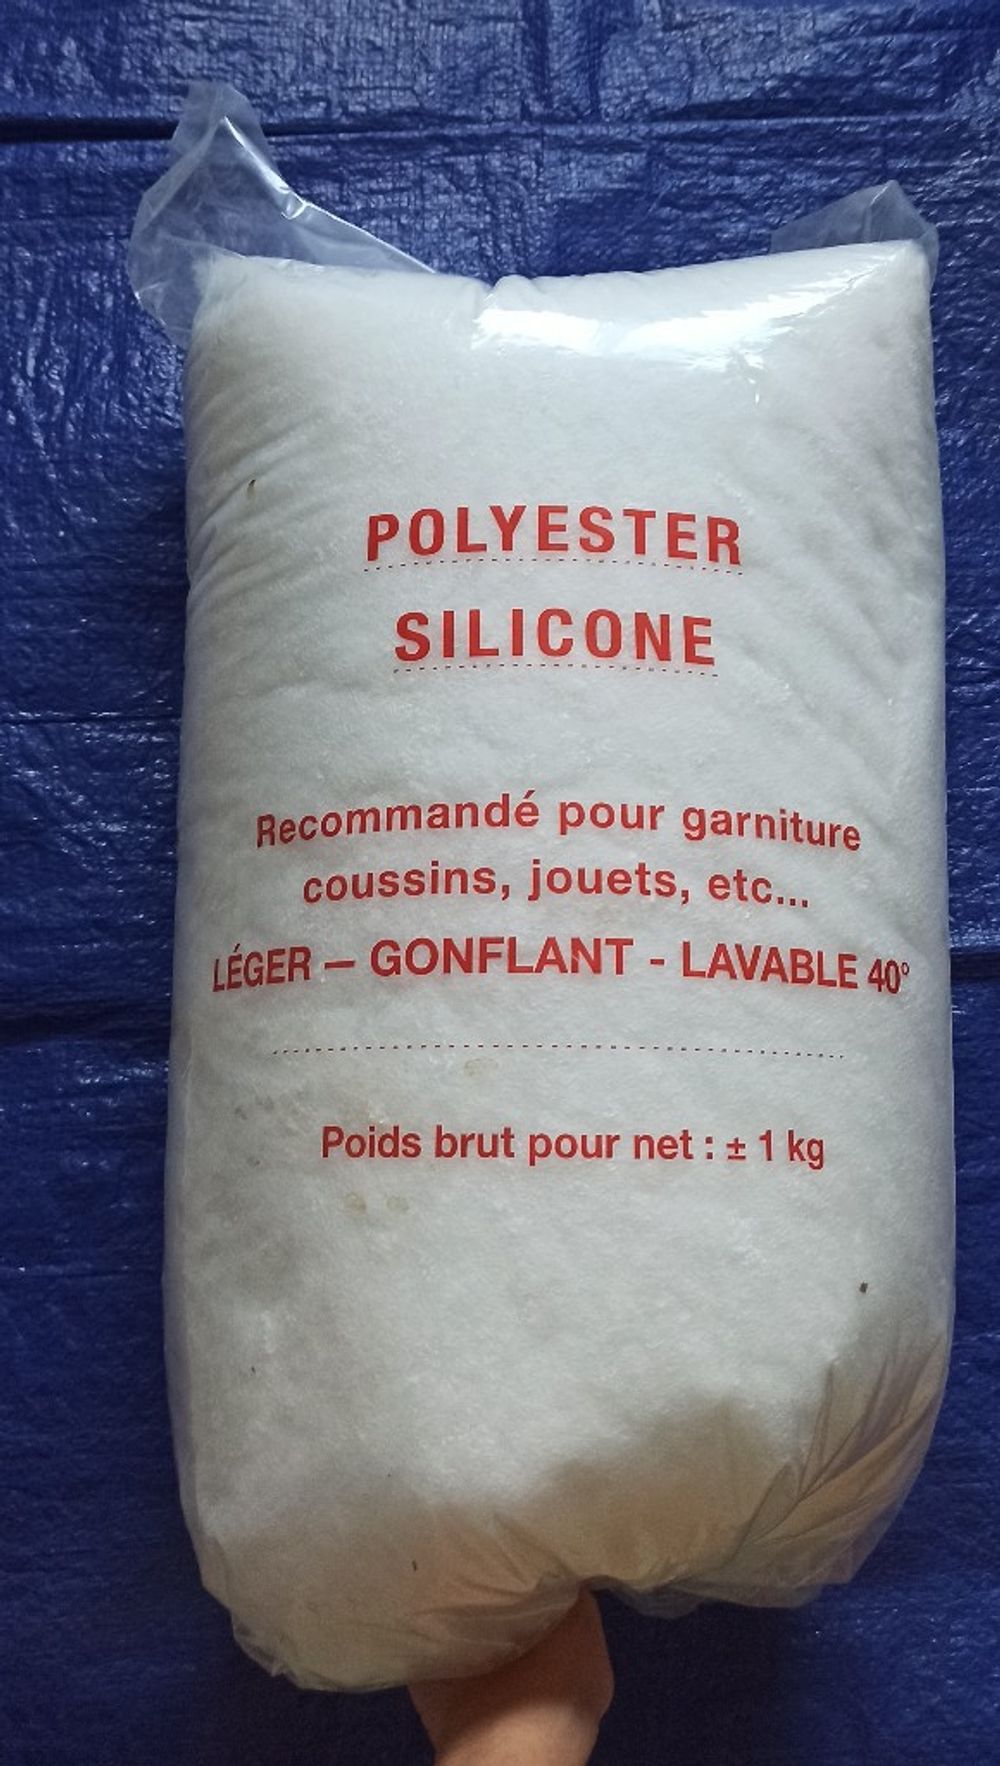 POLYESTER
SILICONE
Recommandé pour garniture
coussins, jouets, etc...
LÉGER – GONFLANT - LAVABLE 40°
Poids brut pour net : ± 1 kg